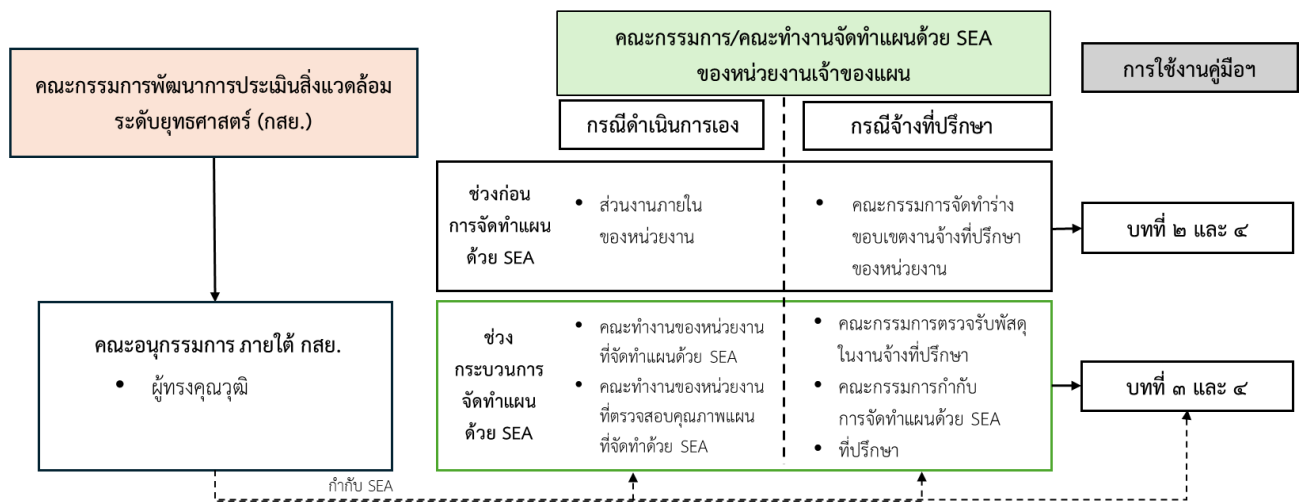 คณะกรรมการพัฒนาการประเมินสิ่งแวดล้อม
ระดับยุทธศาสตร์ (กสย.)
คณะกรรมการ/คณะทำงานจัดทำแผนด้วย SEA
ของหน่วยงานเจ้าของแผน
การใช้งานคู่มือฯ
กรณีดำเนินการเอง
กรณีจ้างที่ปรึกษา
ช่วงก่อน
การจัดทำแผน
ด้วย SEA
• ส่วนงานภายใน
ของหน่วยงาน
• คณะกรรมการจัดทำร่าง
ขอบเขตงานจ้างที่ปรึกษา
ของหน่วยงาน
บทที่ ๒ และ ๔
คณะอนุกรรมการ ภายใต้ กสย.
• ผู้ทรงคุณวุฒิ
ช่วง
กระบวนการ
จัดทำแผน
ด้วย SEA
• คณะทำงานของหน่วยงาน
ที่จัดทำแผนด้วย SEA
• คณะทำงานของหน่วยงาน
ที่ตรวจสอบคุณภาพแผน
ที่จัดทำด้วย SEA
• คณะกรรมการตรวจรับพัสดุ
ในงานจ้างที่ปรึกษา
• คณะกรรมการกำกับ
การจัดทำแผนด้วย SEA
• ที่ปรึกษา
บทที่ ๓ และ ๔
กำกับ SEA